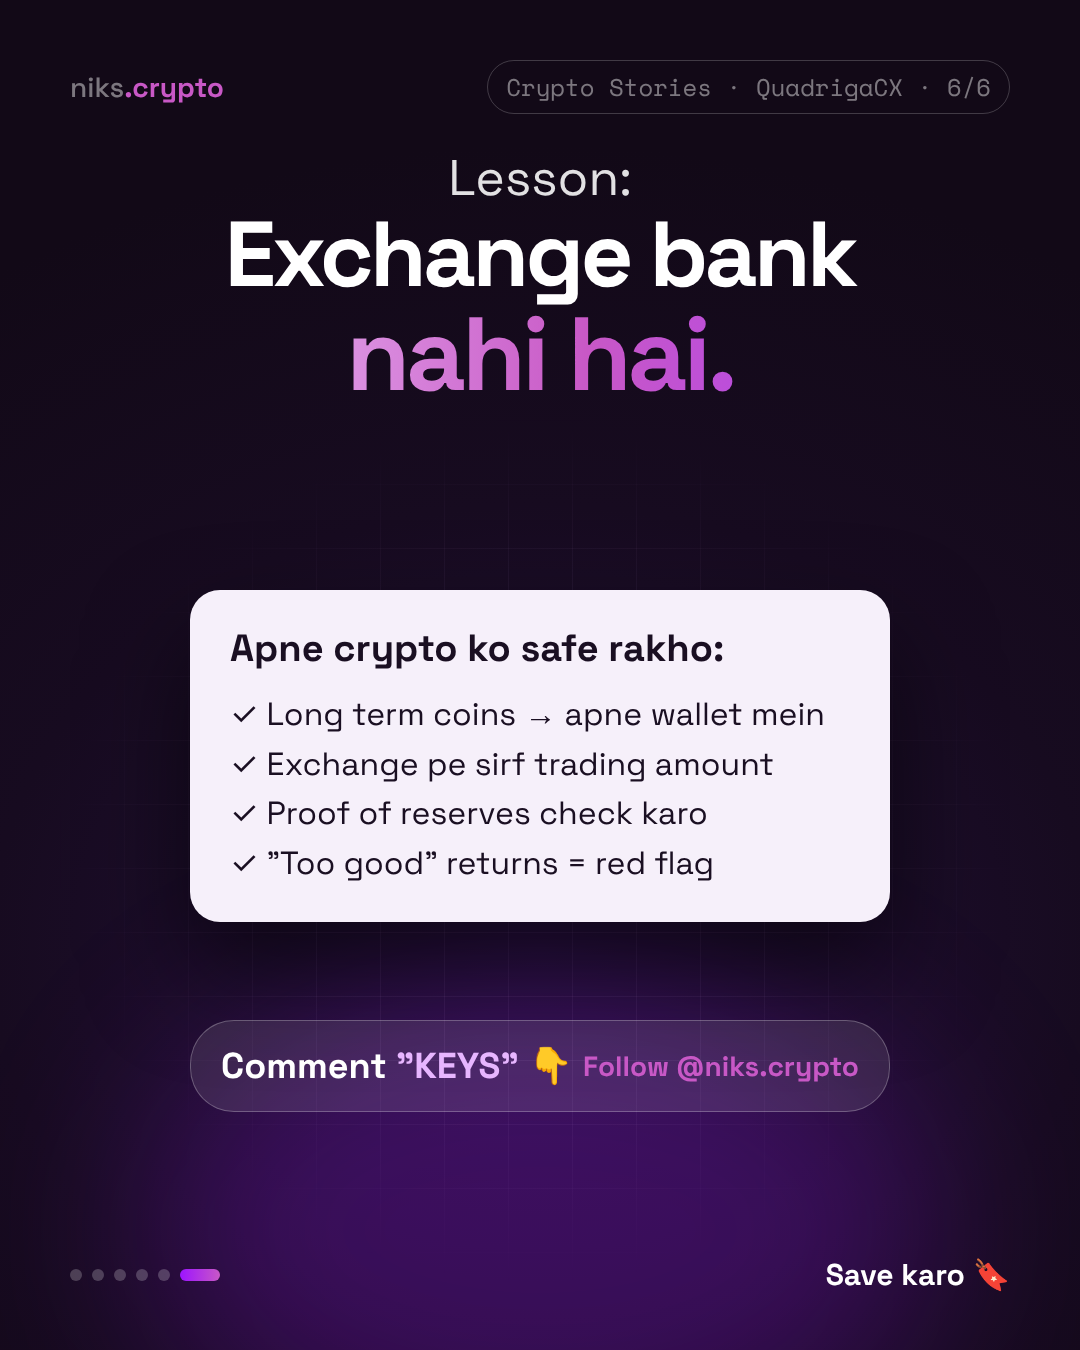 niks.crypto
Crypto Stories · QuadrigaCX · 6/6
Lesson:
Exchange bank
nahi hai.
Apne crypto ko safe rakho:
✓ Long term coins → apne wallet mein
✓ Exchange pe sirf trading amount
✓ Proof of reserves check karo
✓ ”Too good” returns = red flag
Comment ”KEYS” 👇 Follow @niks.crypto
Save karo 🔖